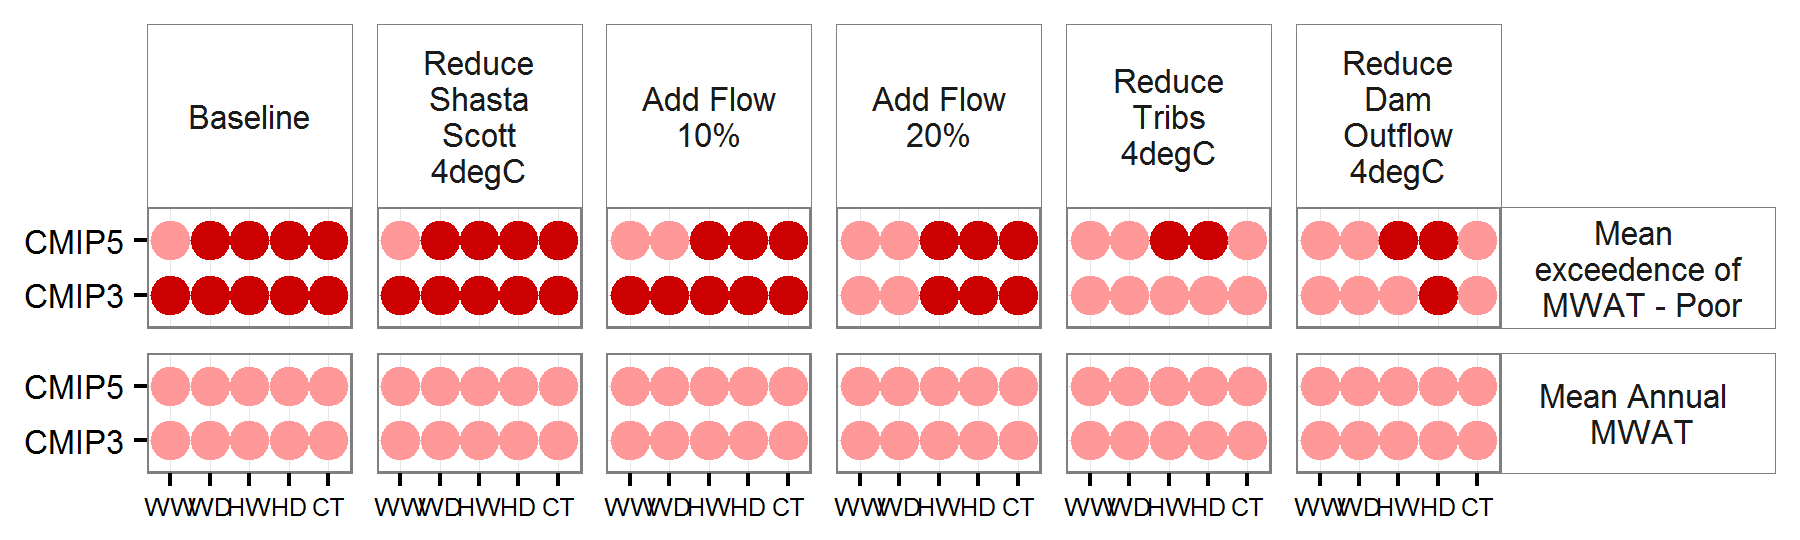 Baseline
Reduce
Shasta
Scott
4degC
Add Flow
10%
Add Flow
20%
Reduce
Tribs
4degC
Reduce
Dam
Outflow
4degC
CMIP5
CMIP3
Mean
exceedence of
MWAT - Poor
CMIP5
CMIP3
Mean Annual
MWAT
WW WD HW HD CT
WW WD HW HD CT
WW WD HW HD CT
WW WD HW HD CT
WW WD HW HD CT
WW WD HW HD CT